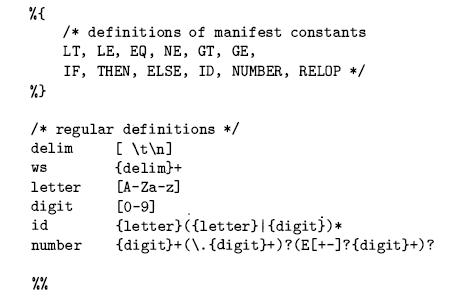 %{
/* definitions of manifest constants
LT, LE, EQ, NE, GT, GE,
IF, THEN, ELSE, ID, NUMBER, RELOP */
%}
/* regular definitions */
delim [ \t\n]
ws {delim}+
letter [A-Za-z]
digit [0-9]
id {letter}({letter}|{digit})*
number {digit}+(\.{digit}+)?(E[+-]?{digit}+)?
%%